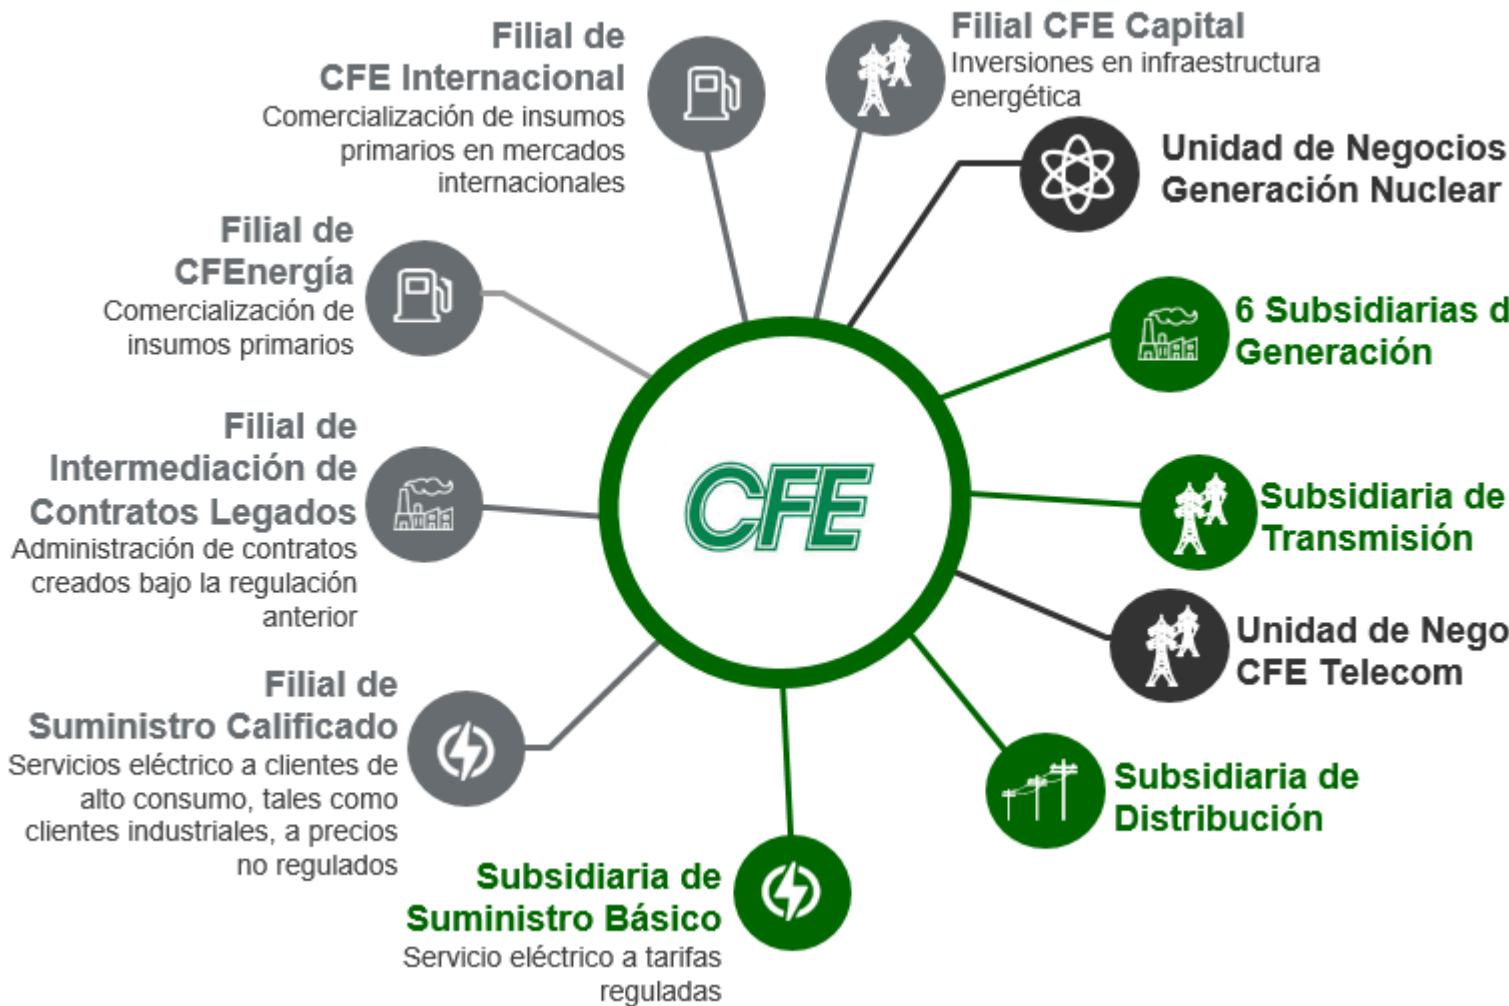 Filial de
CFE Internacional
Comercialización de insumos
primarios en mercados
internacionales
Filial CFE Capital
Inversiones en infraestructura
energética
Unidad de Negocios
Generación Nuclear
Filial de
CFEnergía
Comercialización de
insumos primarios
6 Subsidiarias d
Generación
Filial de
Intermediación de
Contratos Legados
Administración de contratos
creados bajo la regulación
anterior
CFE
Subsidiaria de
Transmisión
Unidad de Nego
CFE Telecom
Filial de
Suministro Calificado
Servicios eléctrico a clientes de
alto consumo, tales como
clientes industriales, a precios
no regulados
Subsidiaria de
Distribución
Subsidiaria de
Suministro Básico
Servicio eléctrico a tarifas
reguladas